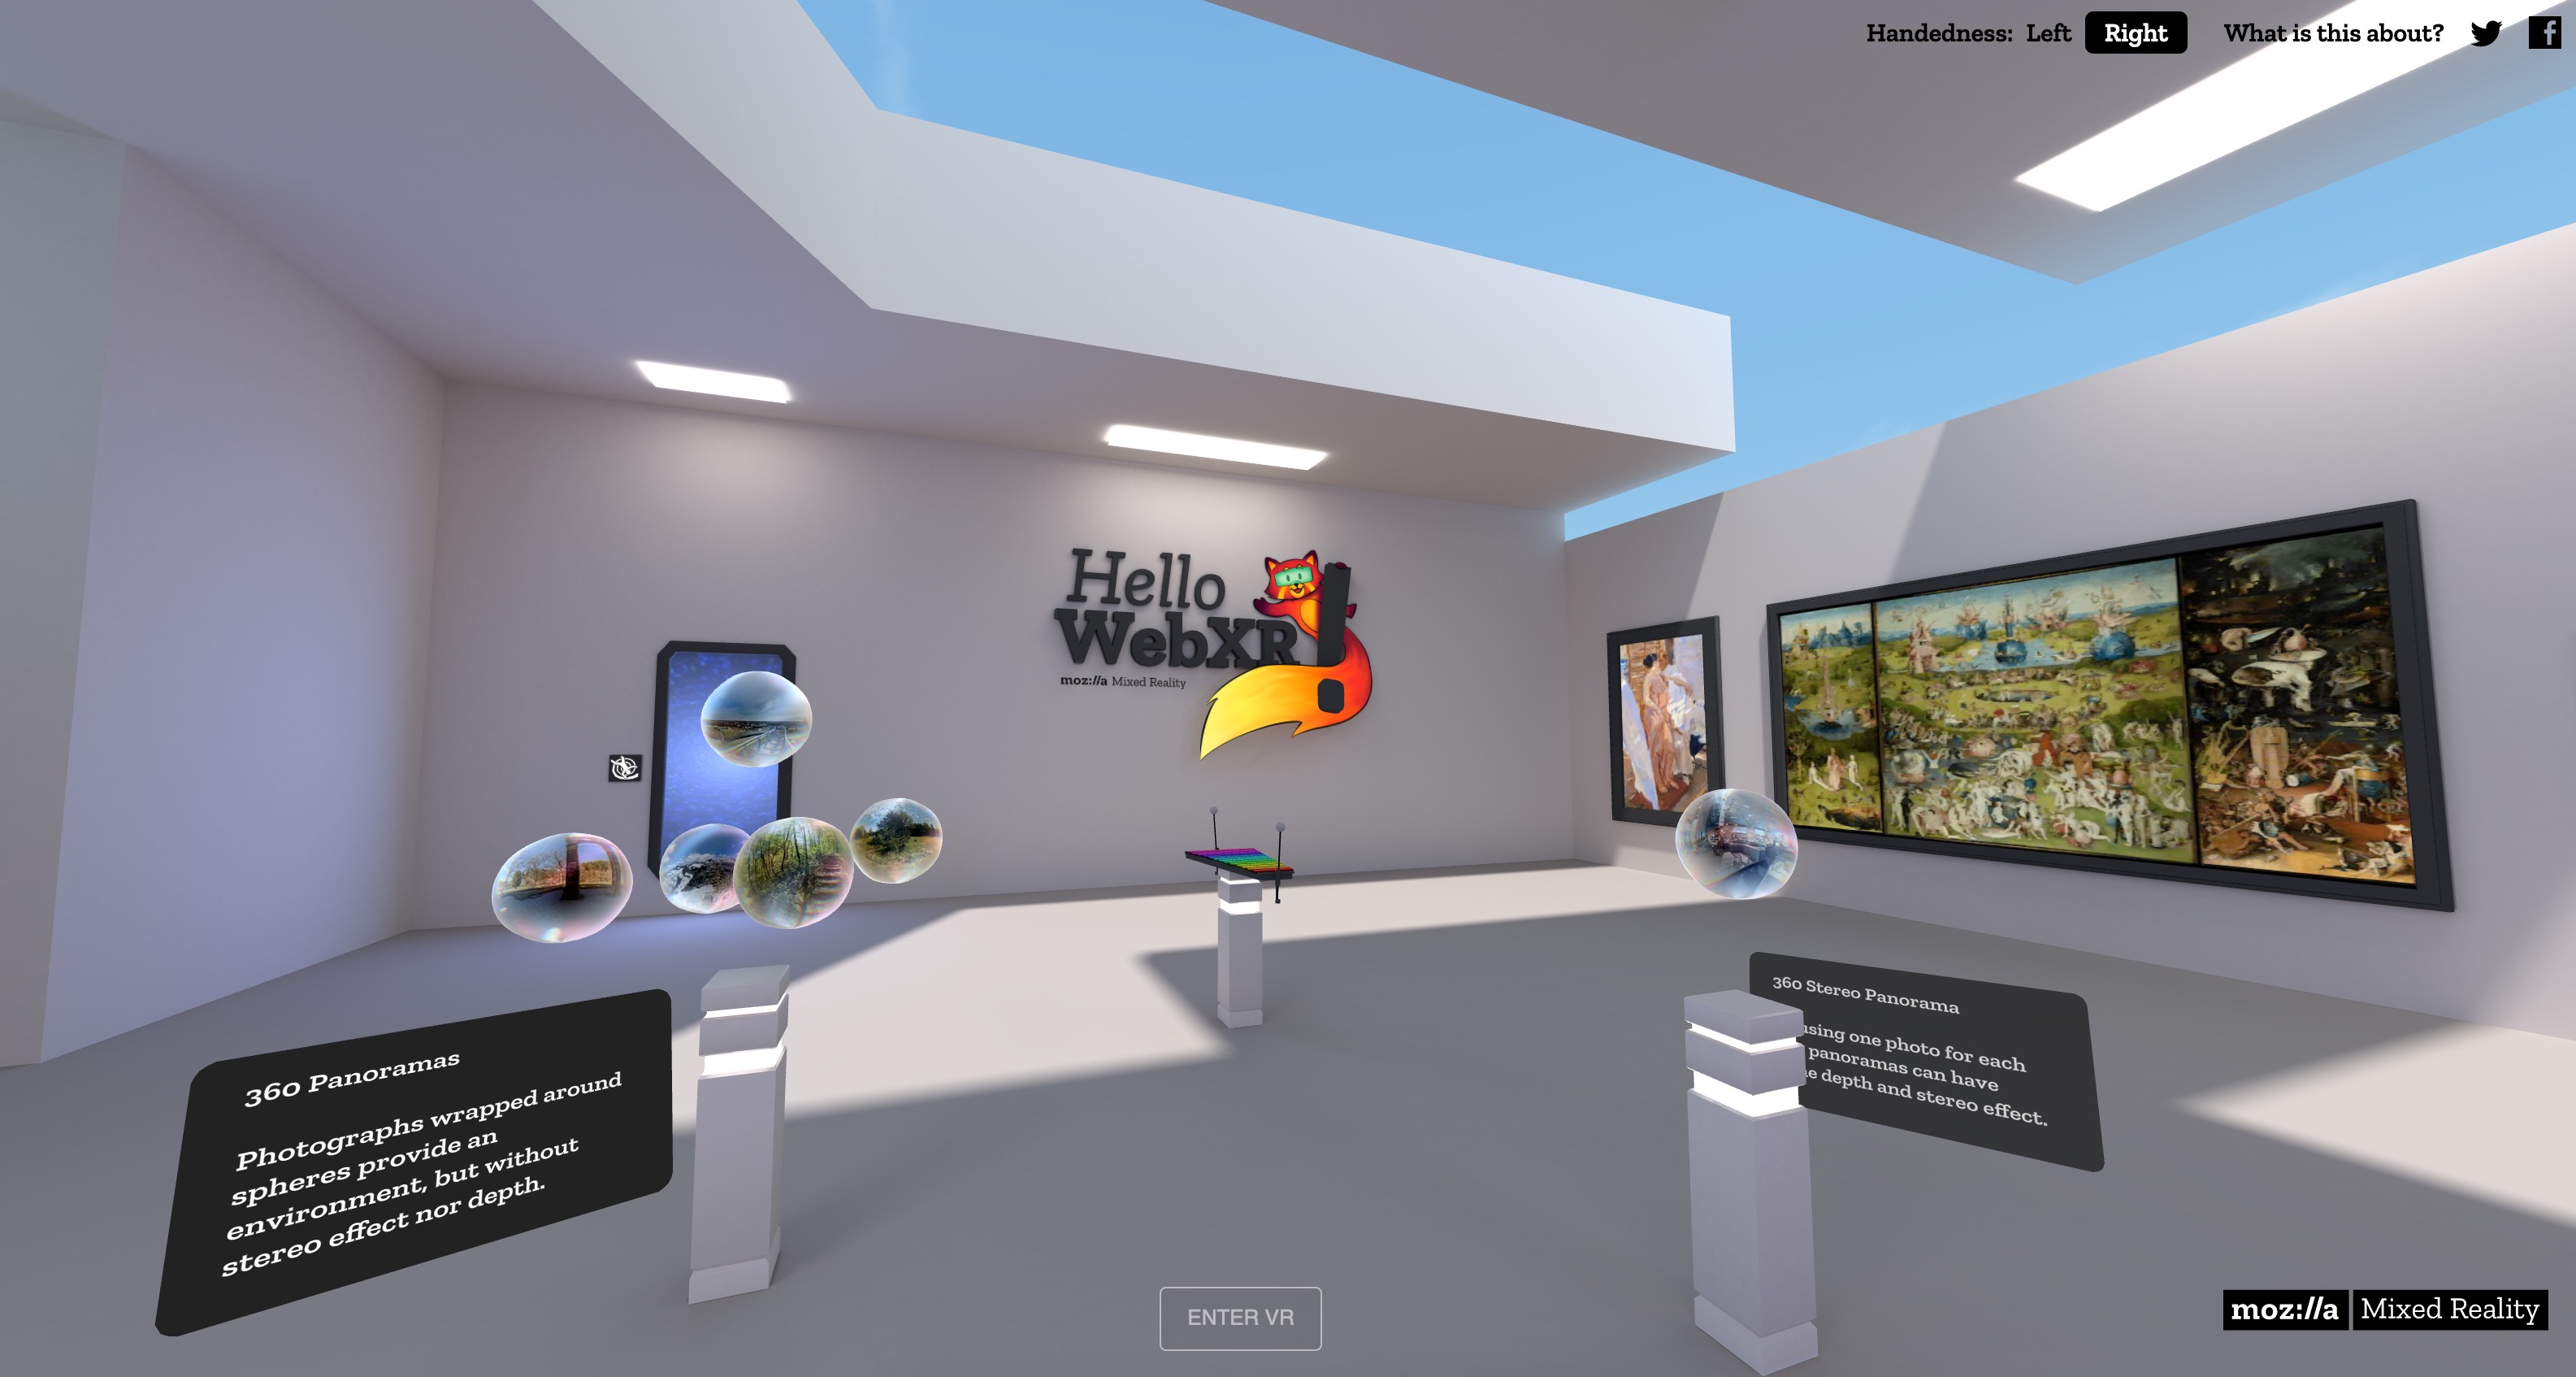 Handedness: Left Right What is this about?
Hello
WebXR!
moz://a Mixed Reality
360 Panoramas
Photographs wrapped around
spheres provide an
environment, but without
stereo effect nor depth.
360 Stereo Panorama
using one photo for each
panoramas can have
depth and stereo effect.
ENTER VR
moz://a Mixed Reality